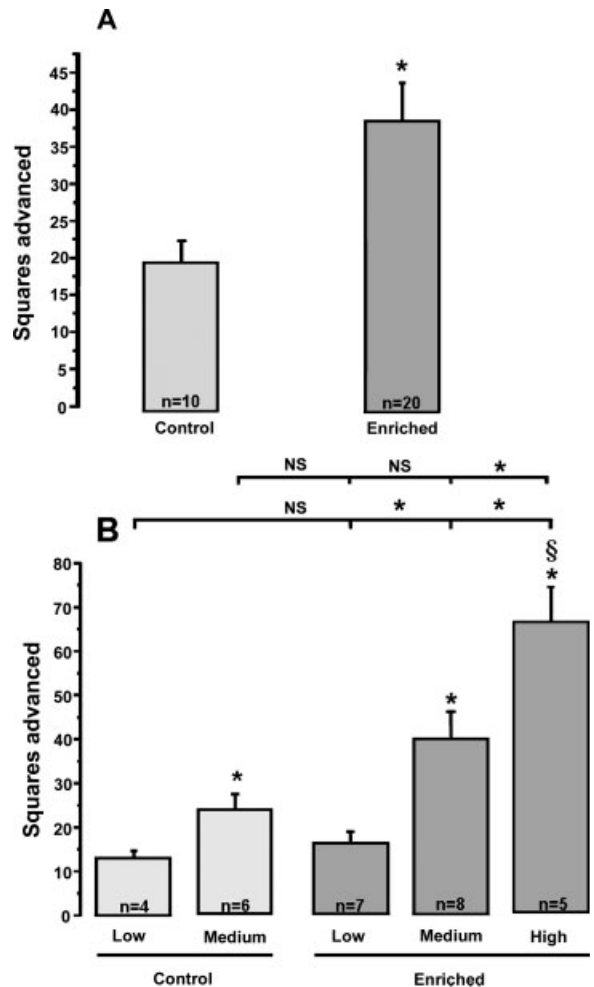 A
Squares advanced
45
40
35
30
25
20
15
10
5
0
*
n=10
n=20
Control
Enriched
NS
NS
*
NS
*
*
B
Squares advanced
80
70
60
50
40
30
20
10
0
§
*
*
*
n=4
n=6
n=7
n=8
n=5
Low
Medium
Low
Medium
High
Control
Enriched